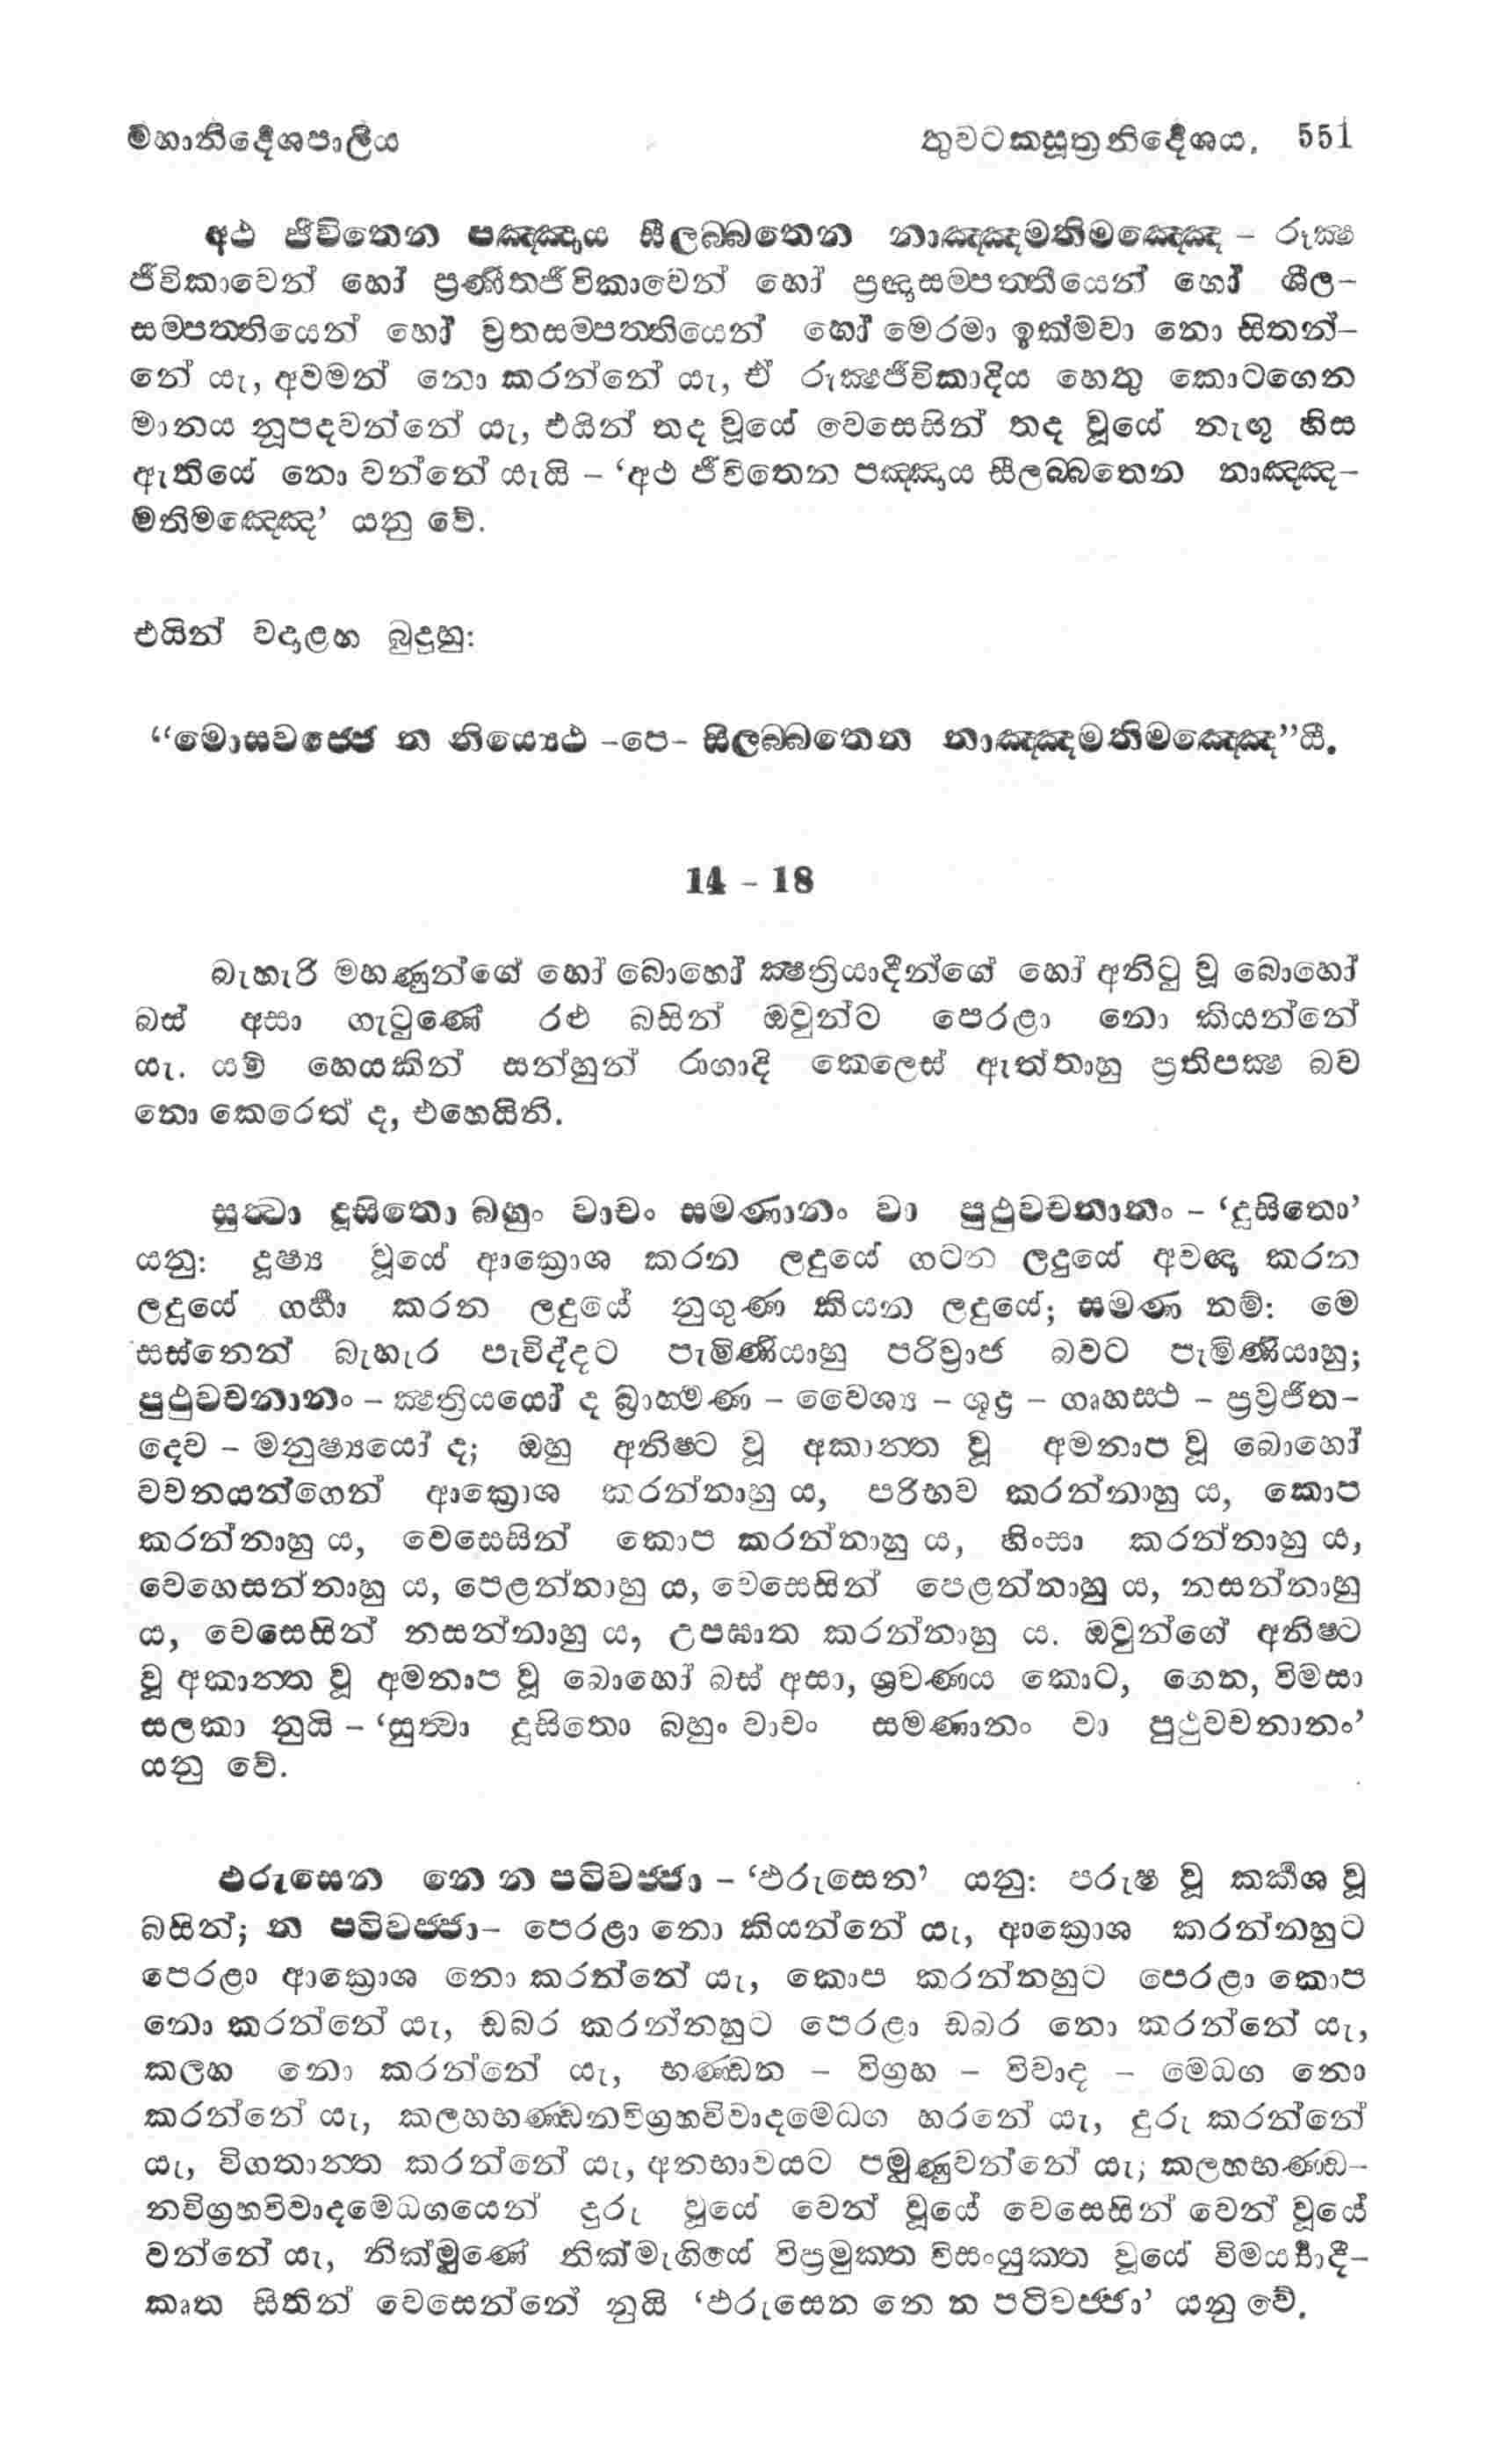 මහානිර්දේශපාලිය තුවටකසූත්‍රනිර්දේශය. 551
අථ ජීවිතෙන පඤ්ඤාය සීලබ්බතෙන නාඤ්ඤමතිමඤ්ඤෙ – රූක්‍ෂ
ජීවිකාවෙන් හෝ ප්‍රණීතජීවිකාවෙන් හෝ ප්‍රඥාසම්පත්තියෙන් හෝ ශීල-
සම්පත්තියෙන් හෝ ව්‍රතසම්පත්තියෙන් හෝ මෙරමා ඉක්මවා නො සිතන්-
නේ යැ, අවමන් නො කරන්නේ යැ, ඒ රූක්‍ෂජීවිකාදිය හෙතු කොටගෙන
මානය නූපදවන්නේ යැ, එයින් තද වූයේ වෙසෙසින් තද වූයේ නැඟූ හිස
ඇතියේ නො වන්නේ යැයි – ‘අථ ජීවිතෙන පඤ්ඤාය සීලබ්බතෙන නාඤ්ඤ-
මතිමඤ්ඤෙ’ යනු වේ.
එයින් වදාළහ බුදුහු:
“මොසවජ්ජෙ න නිය්‍යෙථ -පෙ- සීලබ්බතෙන නාඤ්ඤමතිමඤ්ඤෙ”යී.
14 - 18
බැහැරි මහණුන්ගේ හෝ බොහෝ ක්‍ෂත්‍රියාදීන්ගේ හෝ අනිටු වූ බොහෝ
බස් අසා ගැටුණේ රළු බසින් ඔවුන්ට පෙරළා නො කියන්නේ
යැ. යම් හෙයකින් සන්හුන් රාගාදි කෙලෙස් ඇත්තාහු ප්‍රතිපක්‍ෂ බව
නො කෙරෙත් ද, එහෙයිනි.
සුත්‍වා දූසිතො බහුං වාචං සමණානං වා පුථුවචනානං – ‘දූසිතො’
යනු: දූෂ්‍ය වූයේ ආක්‍රොශ කරන ලදුයේ ගටන ලදුයේ අවඥා කරන
ලදුයේ ගර්හා කරන ලදුයේ නුගුණ කියන ලදුයේ; සමණ නම්: මෙ
සස්නෙන් බැහැර පැවිද්දට පැමිණියාහු පරිව්‍රාජ බවට පැමිණියාහු;
පුථුවචනානං – ක්‍ෂත්‍රියයෝ ද බ්‍රාහ්මණ – වෛශ්‍ය – ශූද්‍ර – ගෘහස්ථ – ප්‍රව්‍රජිත-
දෙව – මනුෂ්‍යයෝ ද; ඔහු අනිෂ්ට වූ අකාන්ත වූ අමනාප වූ බොහෝ
වචනයන්ගෙන් ආක්‍රොශ කරන්නාහු ය, පරිභව කරන්නාහු ය, කොප
කරන්නාහු ය, වෙසෙසින් කොප කරන්නාහු ය, හිංසා කරන්නාහු ය,
වෙහෙසන්නාහු ය, පෙළන්නාහු ය, වෙසෙසින් පෙළන්නාහු ය, නසන්නාහු
ය, වෙසෙසින් නසන්නාහු ය, උපඝාත කරන්නාහු ය. ඔවුන්ගේ අනිෂ්ට
වූ අකාන්ත වූ අමනාප වූ බොහෝ බස් අසා, ශ්‍රවණය කොට, ගෙන, විමසා
සලකා නුයි – ‘සුත්‍වා දූසිතො බහුං වාචං සමණානං වා පුථුවචනානං’
යනු වේ.
ඵරුසෙන නෙ න පටිවජ්ජා – ‘ඵරුසෙන’ යනු: පරුෂ වූ කර්කශ වූ
බසින්; න පටිවජ්ජා- පෙරළා නො කියන්නේ යැ, ආක්‍රොශ කරන්නහුට
පෙරළා ආක්‍රොශ නො කරන්නේ යැ, කොප කරන්නහුට පෙරළා කොප
නො කරන්නේ යැ, ඩබර කරන්නහුට පෙරළා ඩබර නො කරන්නේ යැ,
කලහ නො කරන්නේ යැ, භණ්ඩන – විග්‍රහ – විවාද – මෙධග නො
කරන්නේ යැ, කලහභණ්ඩනවිග්‍රහවිවාදමෙධග හරනේ යැ, දුරු කරන්නේ
යැ, විගතාන්ත කරන්නේ යැ, අනභාවයට පමුණුවන්නේ යැ; කලහභණ්ඩ-
නවිග්‍රහවිවාදමෙධගයෙන් දුරු වූයේ වෙන් වූයේ වෙසෙසින් වෙන් වූයේ
වන්නේ යැ, නික්මුණේ නික්මැගියේ විප්‍රමුක්ත විසංයුක්ත වූයේ විමර්‍ය්‍යාදී-
කෘත සිතින් වෙසෙන්නේ නුයි ‘ඵරුසෙන නෙ න පටිවජ්ජා’ යනු වේ.